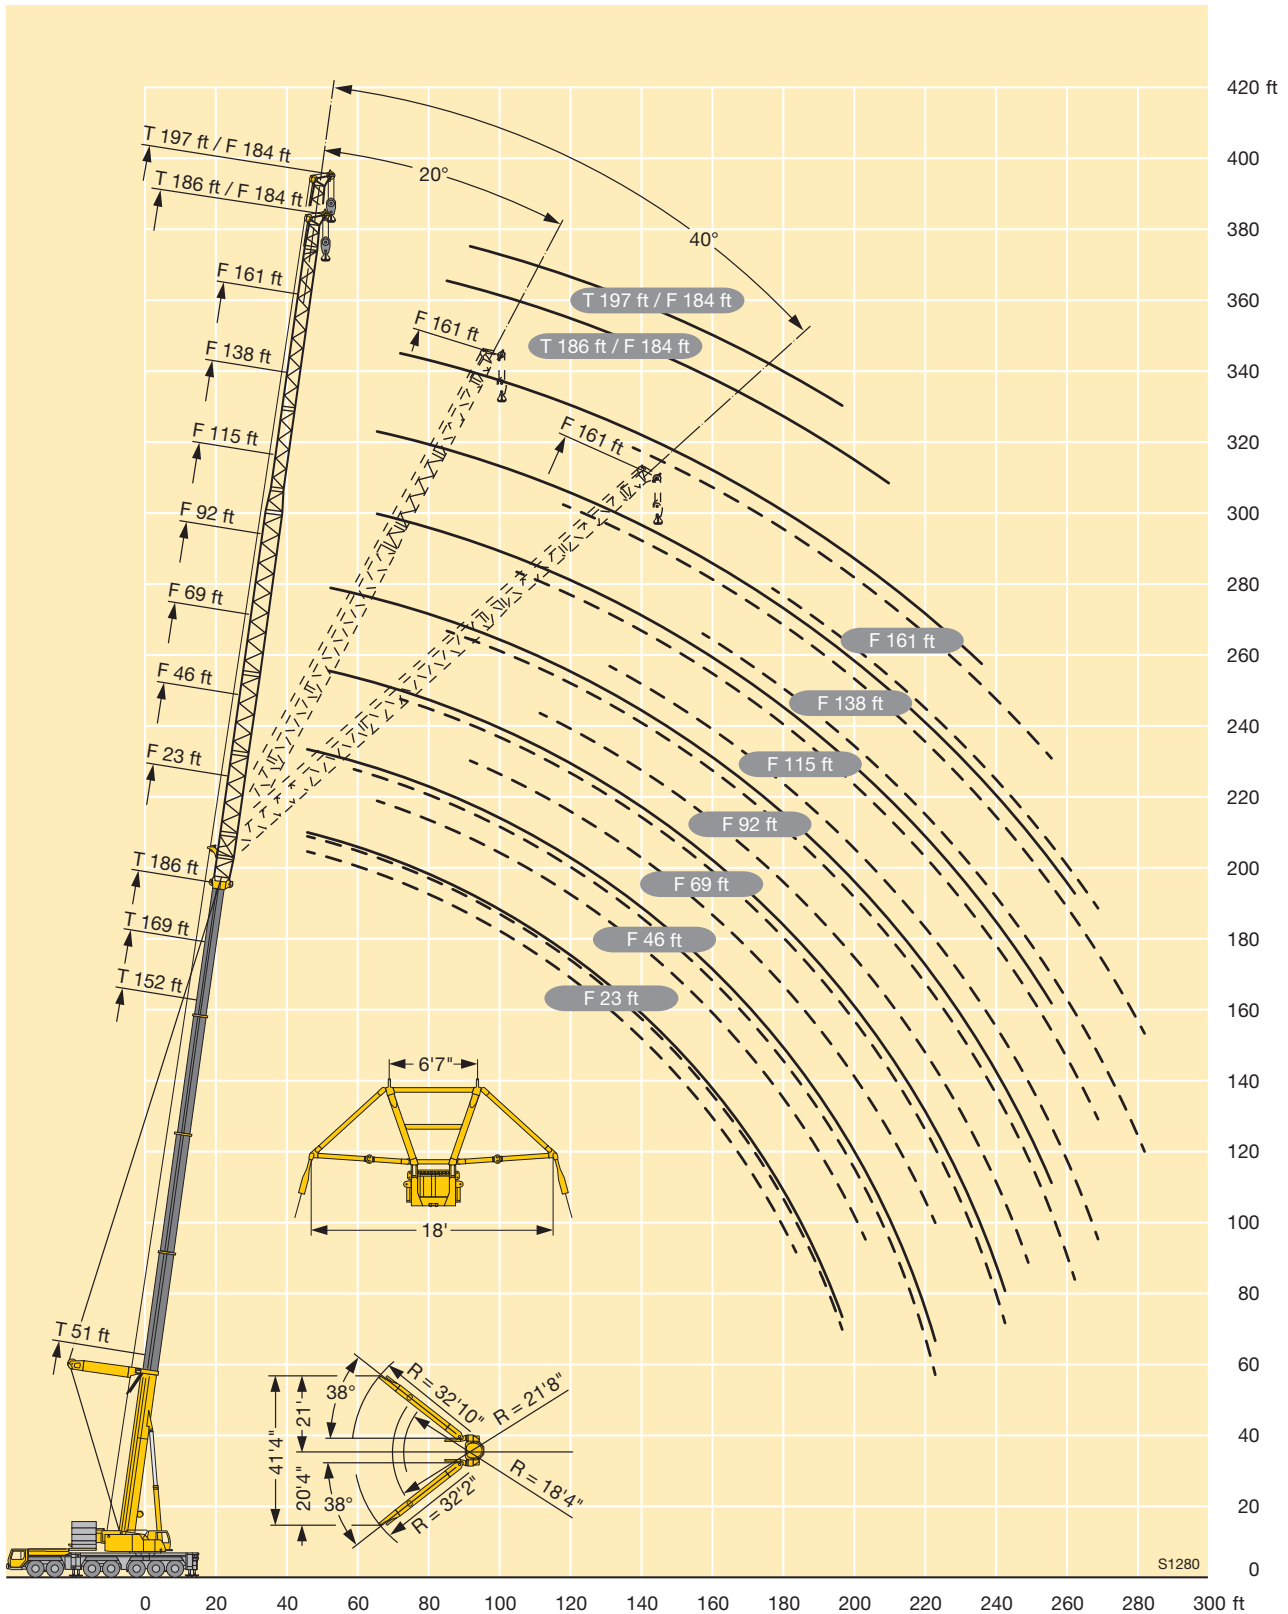 420 ft
T 197 ft / F 184 ft
400
20°
T 186 ft / F 184 ft
380
40°
F 161 ft
360
T 197 ft / F 184 ft
F 161 ft
T 186 ft / F 184 ft
F 138 ft
340
F 161 ft
F 115 ft
320
F 92 ft
300
280
F 69 ft
F 161 ft
260
F 46 ft
F 138 ft
240
F 23 ft
F 115 ft
220
F 92 ft
T 186 ft
200
F 69 ft
T 169 ft
F 46 ft
180
T 152 ft
F 23 ft
160
6'7"
140
120
18'
100
80
T 51 ft
60
38°
R = 32'10"
R = 21'8"
21'
41'4"
40
20'4"
38°
R = 32'2"
R = 18'4"
20
S1280
0
0 20 40 60 80 100 120 140 160 180 200 220 240 260 280 300 ft